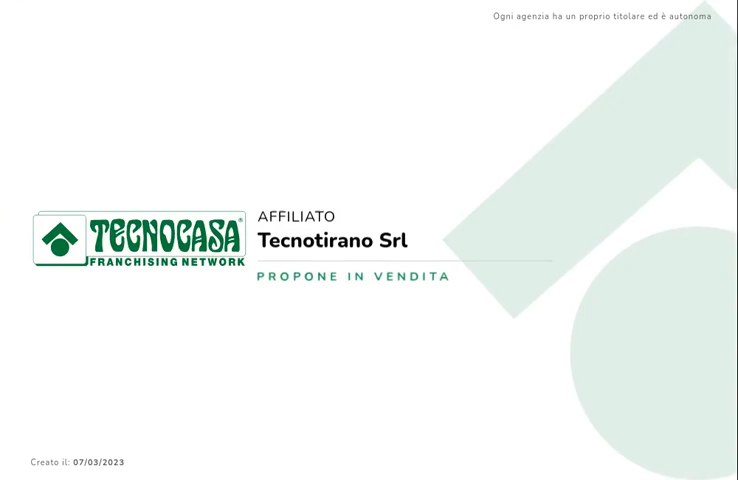 Ogni agenzia ha un proprio titolare ed è autonoma
TECNOCASA®
FRANCHISING NETWORK
AFFILIATO
Tecnotirano Srl
PROPONE IN VENDITA
Creato il: 07/03/2023